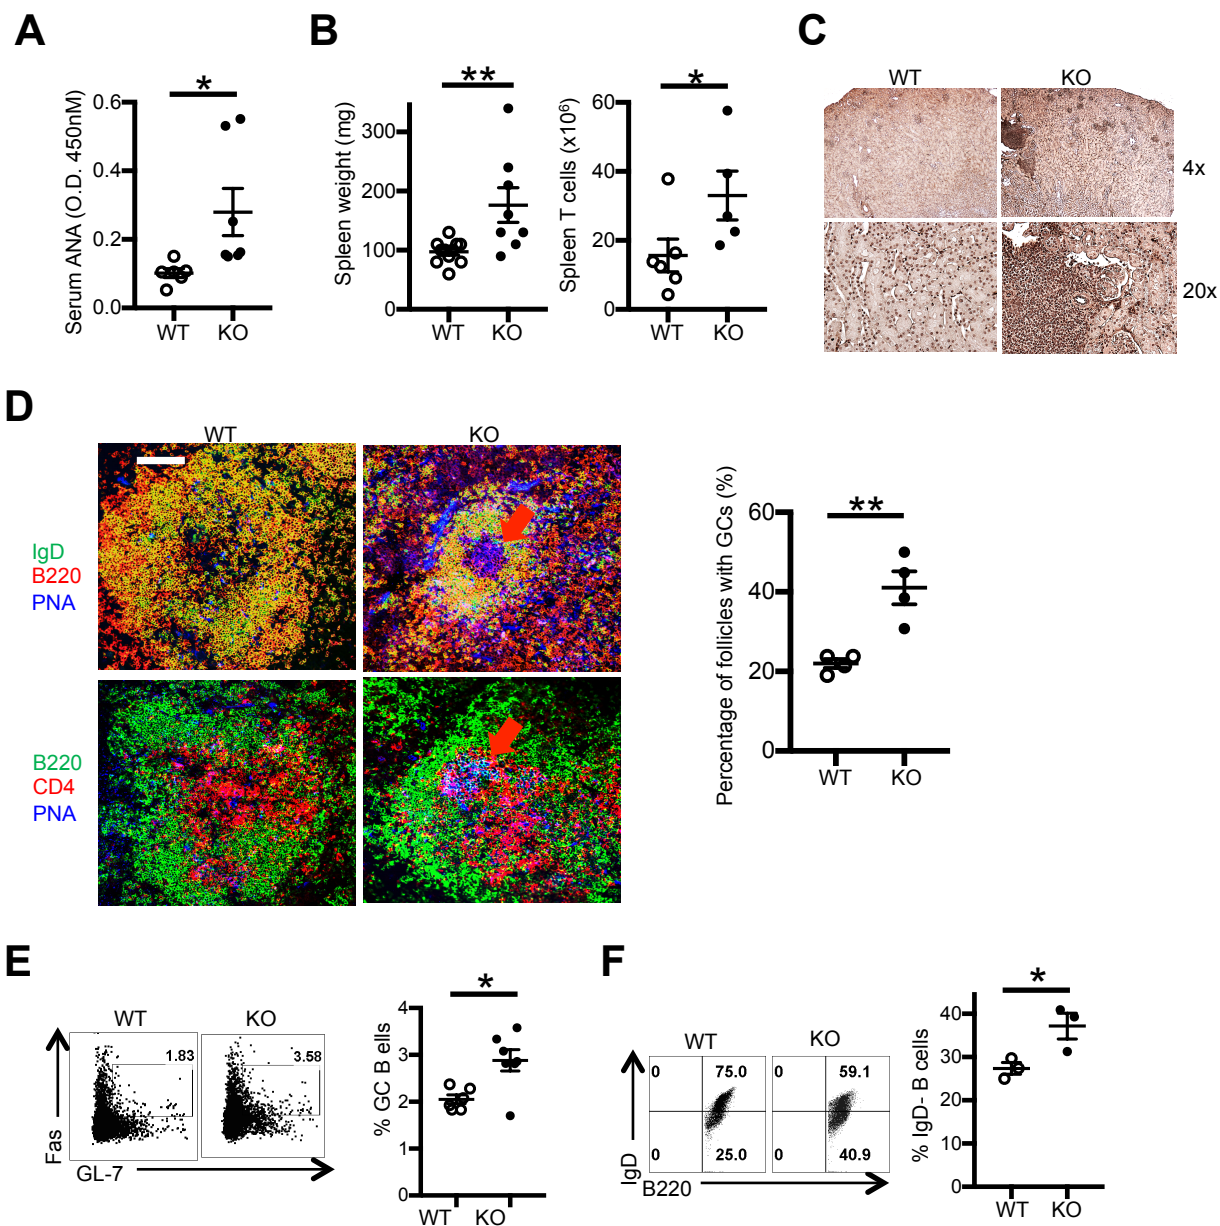 A
Serum ANA (O.D. 450nM)
0.6
0.4
0.2
0.0
*
WT
KO
B
Spleen weight (mg)
300
200
100
0
**
WT
KO
Spleen T cells (x10⁶)
60
40
20
0
*
WT
KO
C
WT
KO
4x
20x
D
WT
KO
IgD
B220
PNA
B220
CD4
PNA
Percentage of follicles with GCs (%)
60
40
20
0
**
WT
KO
E
WT
KO
1.83
3.58
Fas
GL-7
% GC B ells
4
3
2
1
0
*
WT
KO
F
WT
KO
0
75.0
0
25.0
0
59.1
0
40.9
IgD
B220
% IgD- B cells
40
30
20
10
0
*
WT
KO